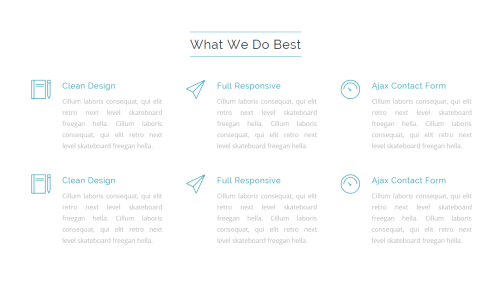 What We Do Best
Clean Design
Cillum laboris consequat, qui elit
retro next level skateboard
freegan hella. Cillum laboris
consequat, qui elit retro next
level skateboard freegan hella.
Full Responsive
Cillum laboris consequat, qui elit
retro next level skateboard
freegan hella. Cillum laboris
consequat, qui elit retro next
level skateboard freegan hella.
Ajax Contact Form
Cillum laboris consequat, qui elit
retro next level skateboard
freegan hella. Cillum laboris
consequat, qui elit retro next
level skateboard freegan hella.
Clean Design
Cillum laboris consequat, qui elit
retro next level skateboard
freegan hella. Cillum laboris
consequat, qui elit retro next
level skateboard freegan hella.
Full Responsive
Cillum laboris consequat, qui elit
retro next level skateboard
freegan hella. Cillum laboris
consequat, qui elit retro next
level skateboard freegan hella.
Ajax Contact Form
Cillum laboris consequat, qui elit
retro next level skateboard
freegan hella. Cillum laboris
consequat, qui elit retro next
level skateboard freegan hella.